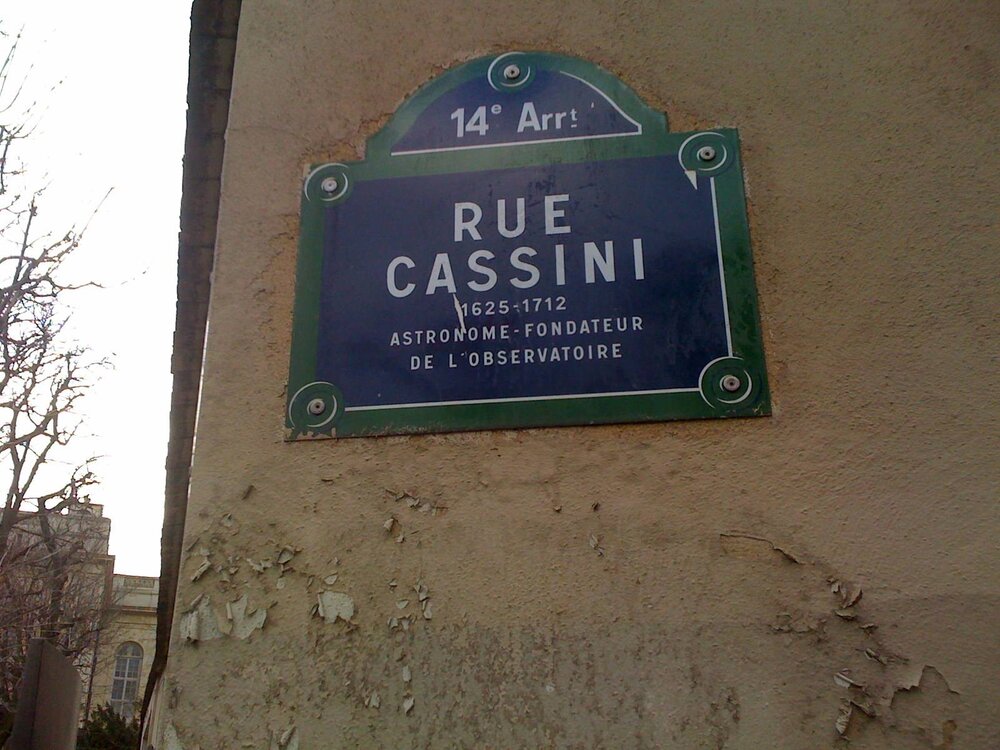 14e Arrt
RUE
CASSINI
1625-1712
ASTRONOME-FONDATEUR
DE L'OBSERVATOIRE